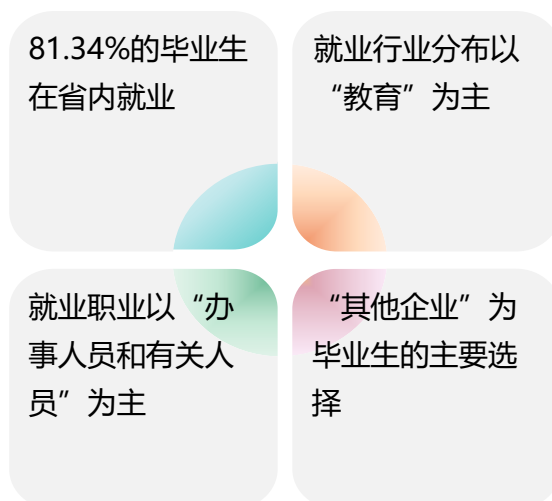 81.34%的毕业生
在省内就业
就业行业分布以
“教育”为主
就业职业以“办
事人员和有关人
员”为主
“其他企业”为
毕业生的主要选
择